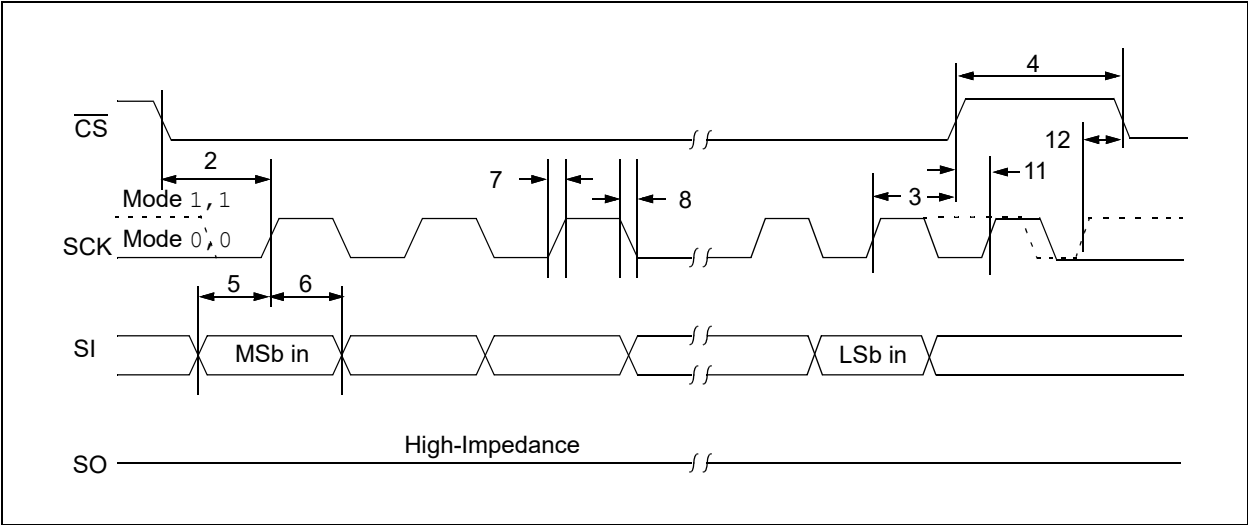 4
CS
12
2
7
8
3
11
Mode 1,1
SCK
Mode 0,0
5
6
SI
MSb in
LSb in
High-Impedance
SO